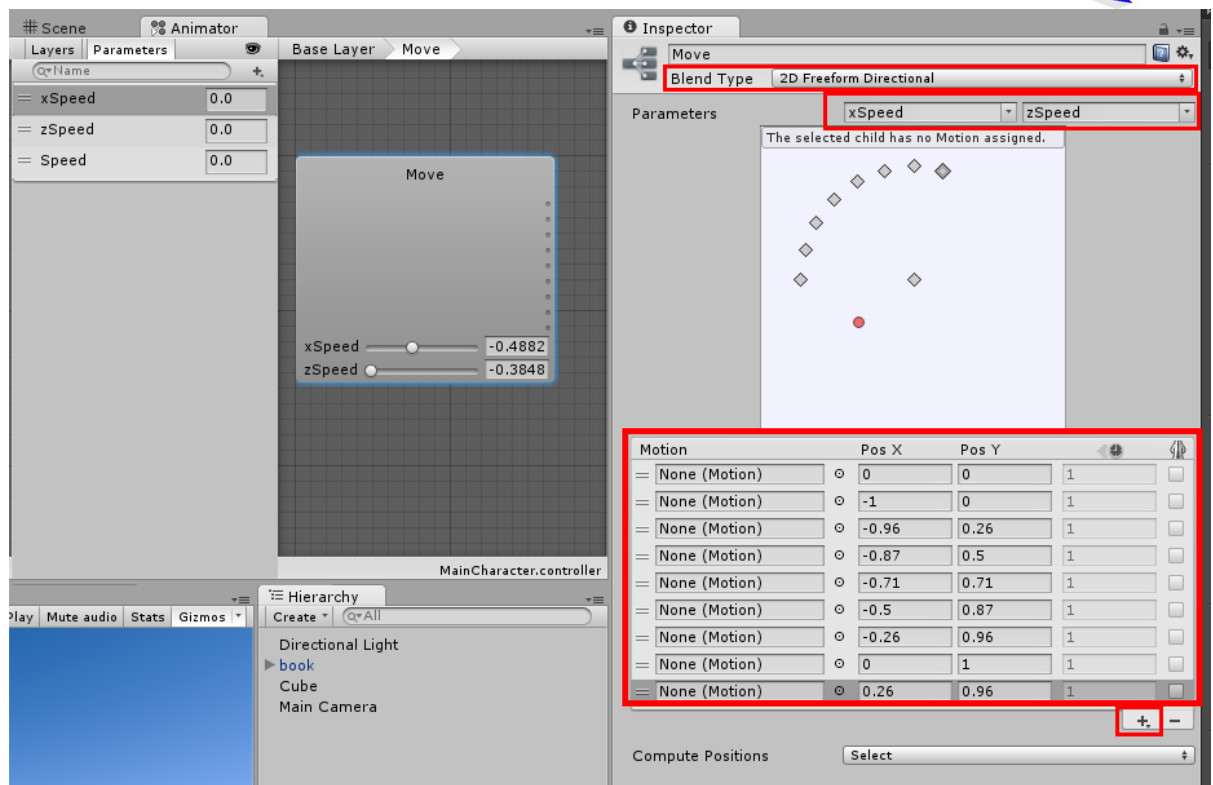 Scene
Animator
Inspector
Layers
Parameters
Base Layer
Move
Name
xSpeed 0.0
zSpeed 0.0
Speed 0.0
Move
xSpeed -0.4882
zSpeed -0.3848
MainCharacter.controller
Move
Blend Type 2D Freeform Directional
Parameters xSpeed zSpeed
The selected child has no Motion assigned.
Motion Pos X Pos Y
None (Motion) 0 0 1
None (Motion) -1 0 1
None (Motion) -0.96 0.26 1
None (Motion) -0.87 0.5 1
None (Motion) -0.71 0.71 1
None (Motion) -0.5 0.87 1
None (Motion) -0.26 0.96 1
None (Motion) 0 1 1
None (Motion) 0.26 0.96 1
Compute Positions Select
Hierarchy
Play Mute audio Stats Gizmos
Create All
Directional Light
book
Cube
Main Camera